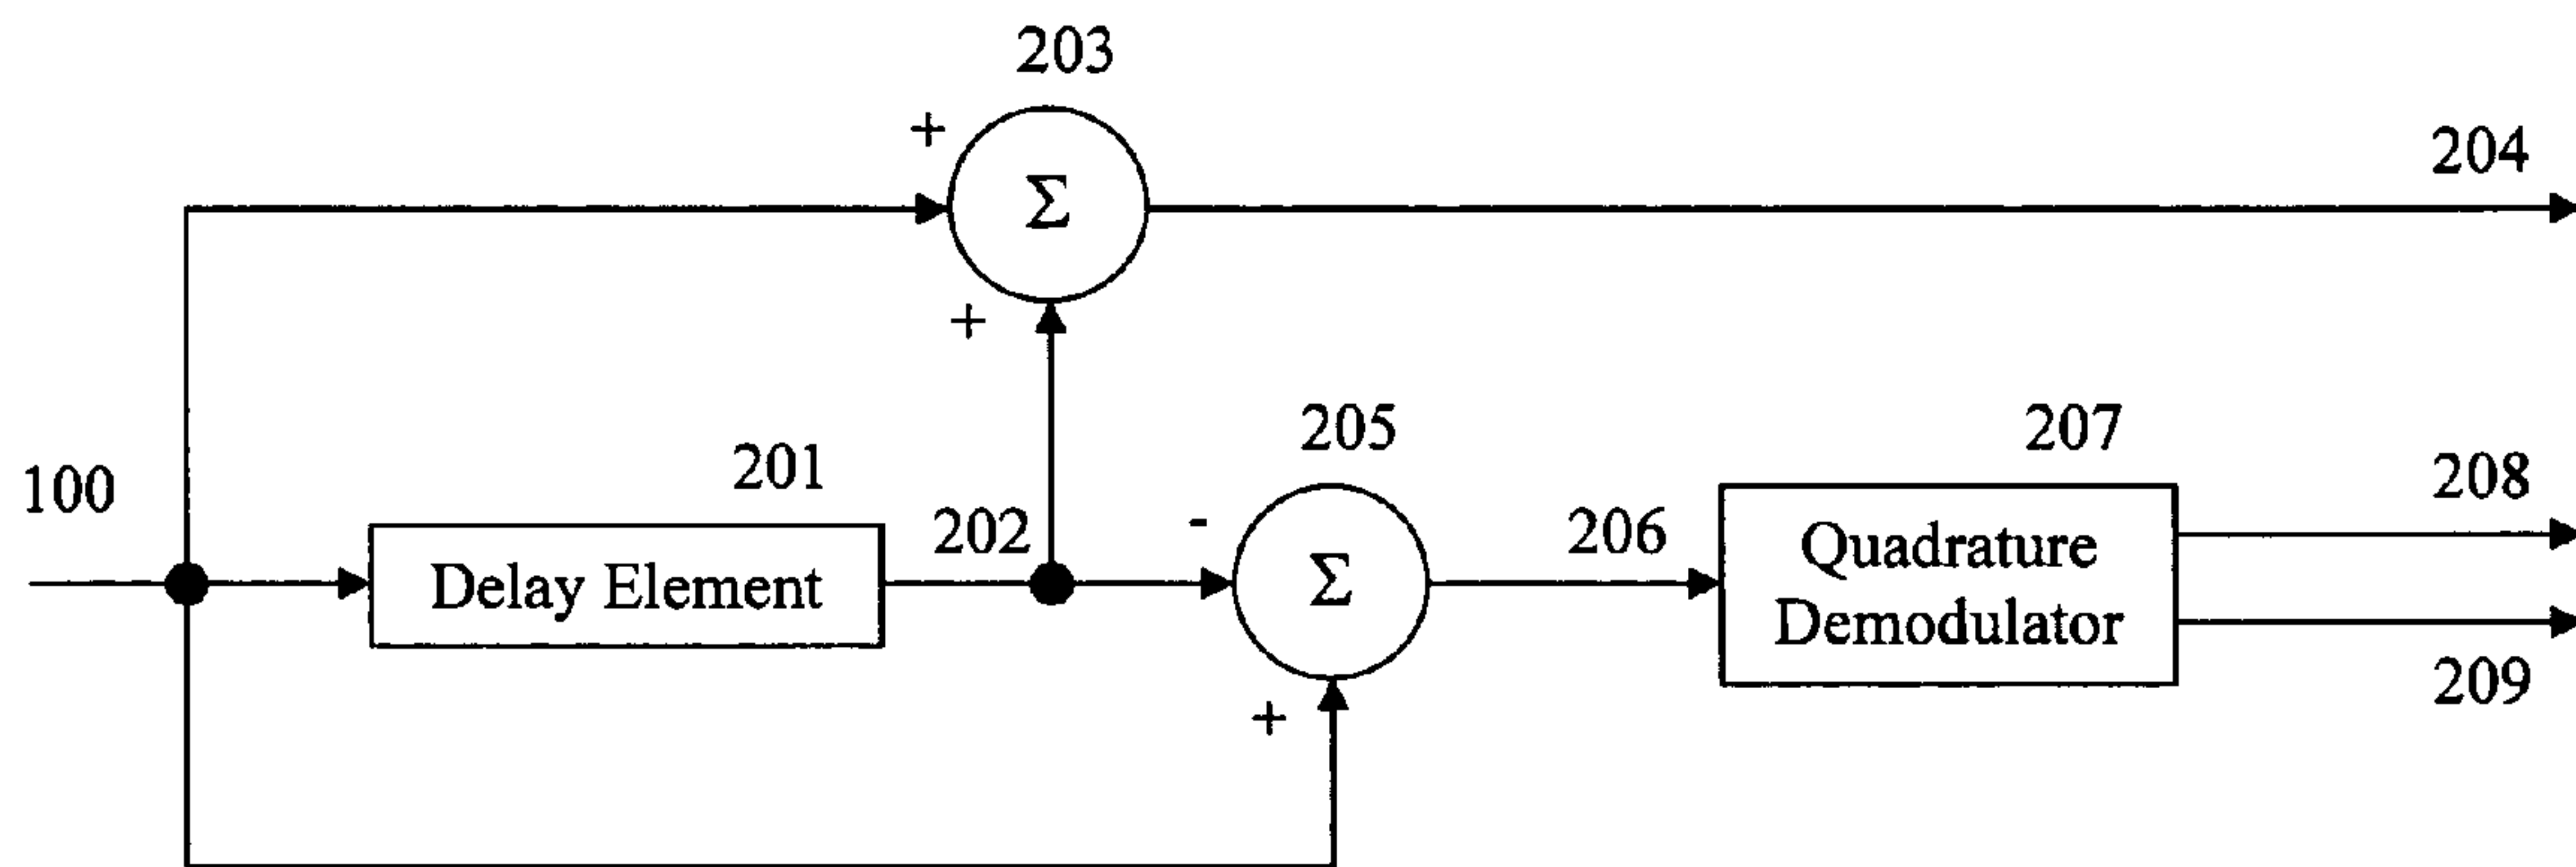 203
+
204
Σ
+
205
207
100
201
208
202
-
206
Quadrature
Demodulator
Delay Element
Σ
209
+